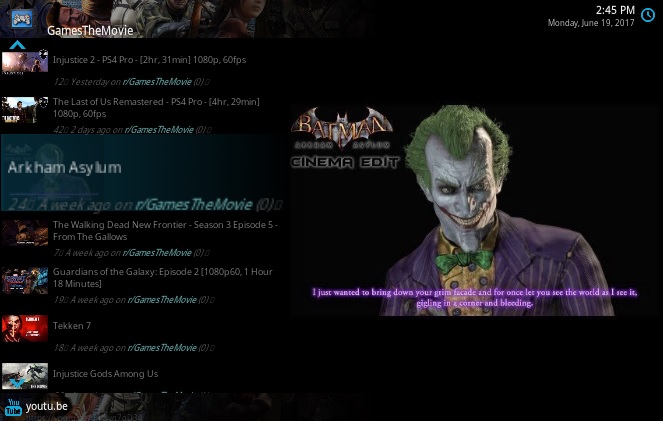 GamesTheMovie
2:45 PM
Monday, June 19, 2017
Injustice 2 - PS4 Pro - [2hr, 31min] 1080p, 60fps
12 Yesterday on r/GamesTheMovie (0)
The Last of Us Remastered - PS4 Pro - [4hr, 29min]
1080p, 60fps
42 2 days ago on r/GamesTheMovie (0)
Arkham Asylum
24 A week ago on r/GamesTheMovie (0)
The Walking Dead New Frontier - Season 3 Episode 5 -
From The Gallows
7 A week ago on r/GamesTheMovie (0)
Guardians of the Galaxy: Episode 2 [1080p60, 1 Hour
18 Minutes]
19 A week ago on r/GamesTheMovie (0)
Tekken 7
18 A week ago on r/GamesTheMovie (0)
Injustice Gods Among Us
BATMAN
ARKHAM ASYLUM
CINEMA EDIT
I just wanted to bring down your grim facade and for once let you see the world as I see it,
gigling in a corner and bleeding.
You Tube
youtu.be